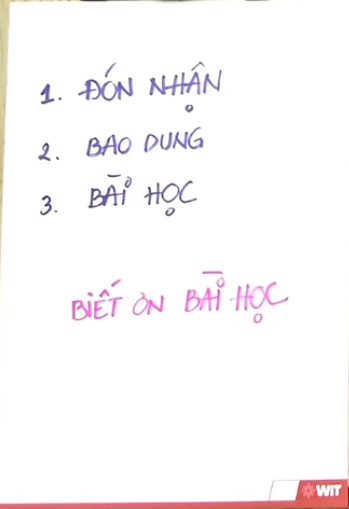 1. ĐÓN NHẬN
2. BAO DUNG
3. BÀI HỌC
BIẾT ƠN BÀI HỌC
WIT